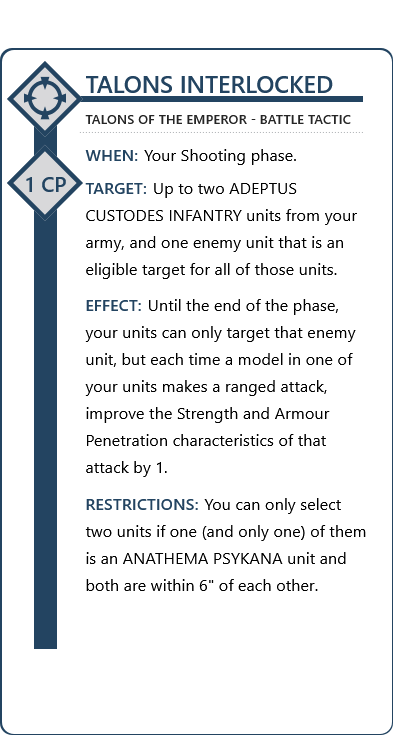 TALONS INTERLOCKED
TALONS OF THE EMPEROR - BATTLE TACTIC
WHEN: Your Shooting phase.
1 CP
TARGET: Up to two ADEPTUS
CUSTODES INFANTRY units from your
army, and one enemy unit that is an
eligible target for all of those units.
EFFECT: Until the end of the phase,
your units can only target that enemy
unit, but each time a model in one of
your units makes a ranged attack,
improve the Strength and Armour
Penetration characteristics of that
attack by 1.
RESTRICTIONS: You can only select
two units if one (and only one) of them
is an ANATHEMA PSYKANA unit and
both are within 6" of each other.